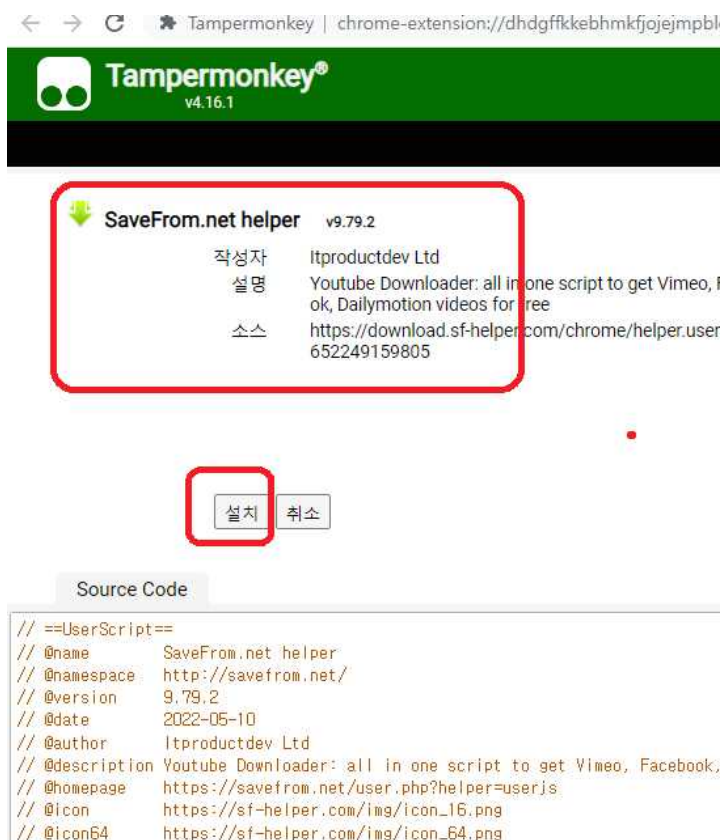 Tampermonkey | chrome-extension://dhdgffkkebhmkfjojejmpbl
Tampermonkey®
v4.16.1
SaveFrom.net helper v9.79.2
작성자 Itproductdev Ltd
설명 Youtube Downloader: all in one script to get Vimeo, F
ok, Dailymotion videos for free
소스 https://download.sf-helper.com/chrome/helper.user
652249159805
설치 취소
Source Code
// ==UserScript==
// @name SaveFrom.net helper
// @namespace http://savefrom.net/
// @version 9.79.2
// @date 2022-05-10
// @author Itproductdev Ltd
// @description Youtube Downloader: all in one script to get Vimeo, Facebook,
// @homepage https://savefrom.net/user.php?helper=userjs
// @icon https://sf-helper.com/img/icon_16.png
// @icon64 https://sf-helper.com/img/icon_64.png